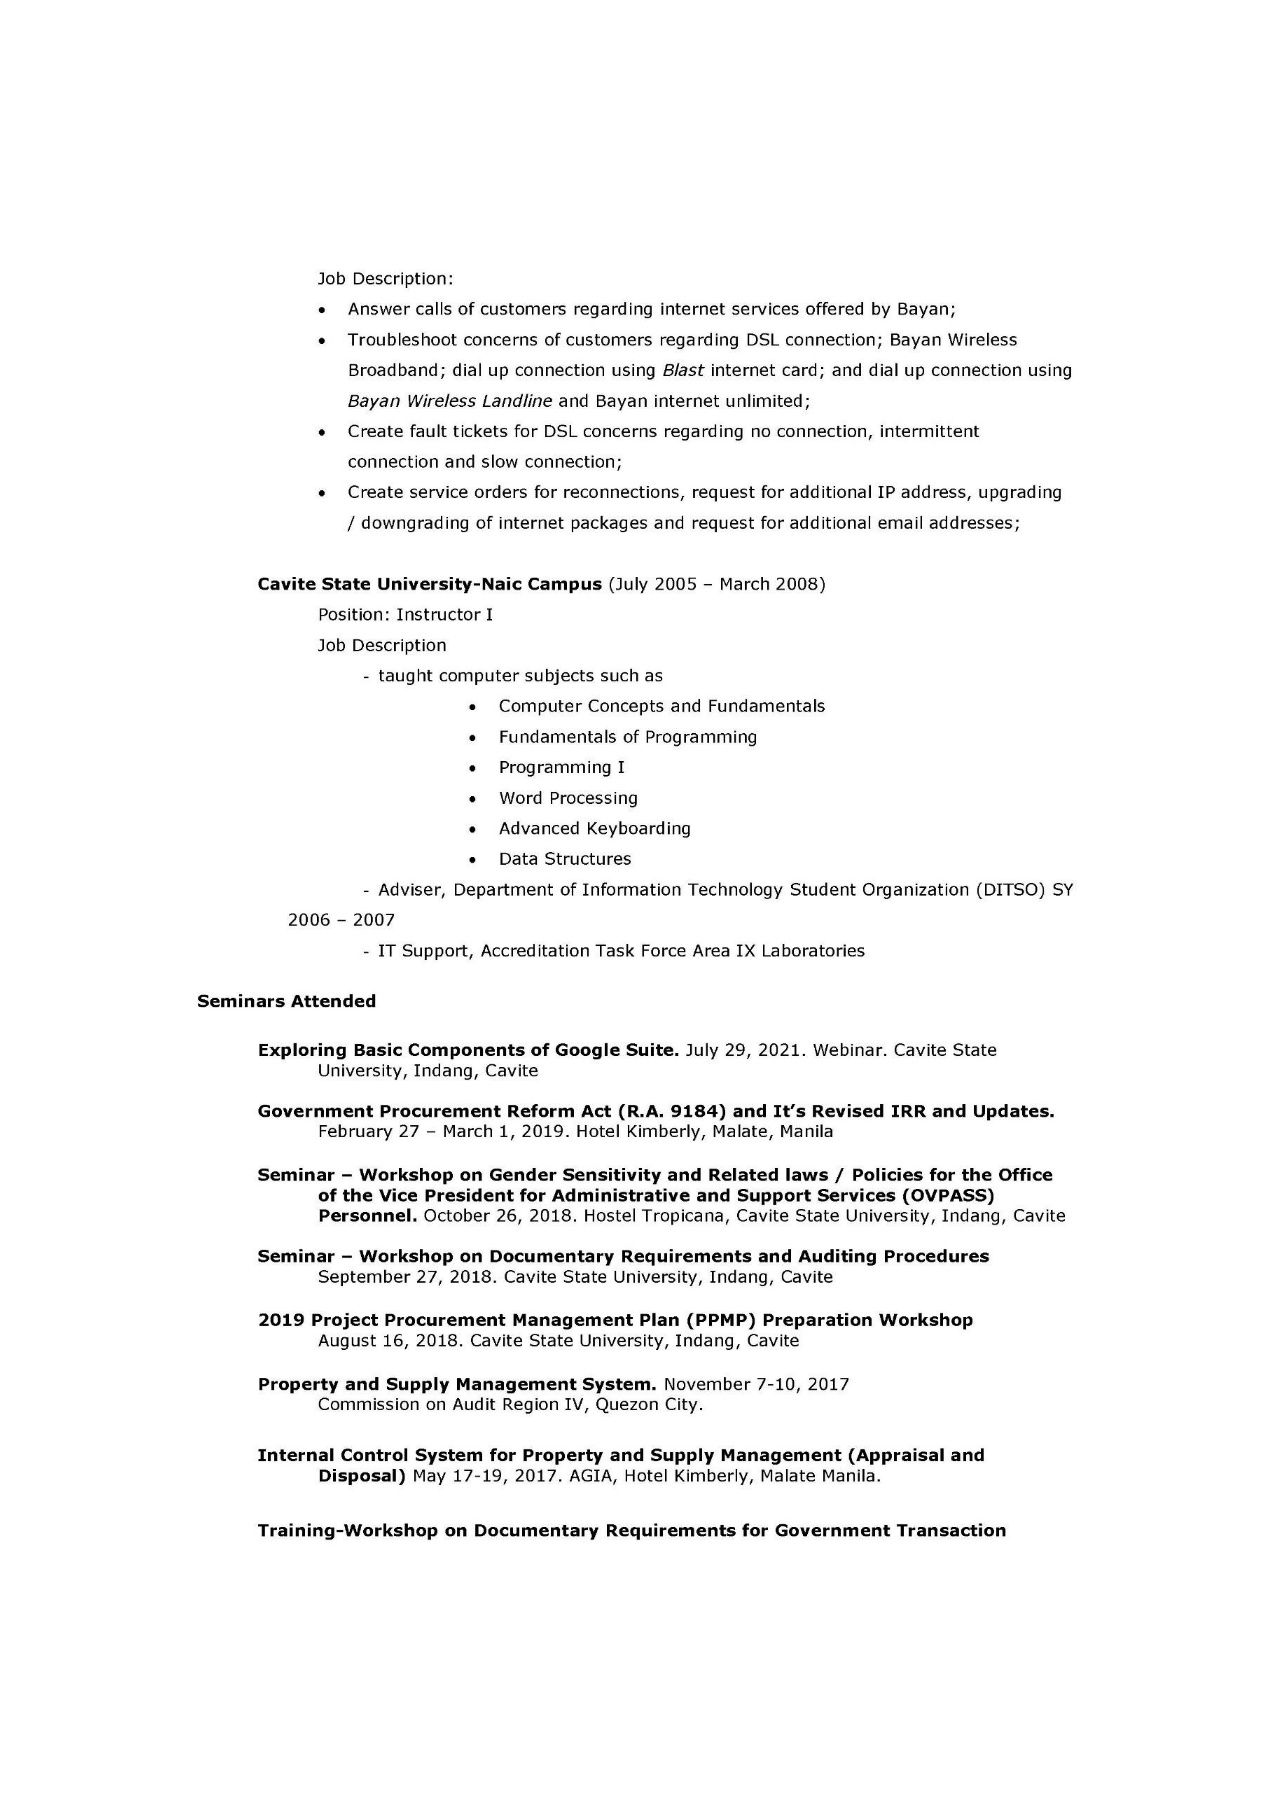 Job Description:
• Answer calls of customers regarding internet services offered by Bayan;
• Troubleshoot concerns of customers regarding DSL connection; Bayan Wireless
Broadband; dial up connection using Blast internet card; and dial up connection using
Bayan Wireless Landline and Bayan internet unlimited;
• Create fault tickets for DSL concerns regarding no connection, intermittent
connection and slow connection;
• Create service orders for reconnections, request for additional IP address, upgrading
/ downgrading of internet packages and request for additional email addresses;
Cavite State University-Naic Campus (July 2005 – March 2008)
Position: Instructor I
Job Description
- taught computer subjects such as
• Computer Concepts and Fundamentals
• Fundamentals of Programming
• Programming I
• Word Processing
• Advanced Keyboarding
• Data Structures
- Adviser, Department of Information Technology Student Organization (DITSO) SY
2006 – 2007
- IT Support, Accreditation Task Force Area IX Laboratories
Seminars Attended
Exploring Basic Components of Google Suite. July 29, 2021. Webinar. Cavite State
University, Indang, Cavite
Government Procurement Reform Act (R.A. 9184) and It’s Revised IRR and Updates.
February 27 – March 1, 2019. Hotel Kimberly, Malate, Manila
Seminar – Workshop on Gender Sensitivity and Related laws / Policies for the Office
of the Vice President for Administrative and Support Services (OVPASS)
Personnel. October 26, 2018. Hostel Tropicana, Cavite State University, Indang, Cavite
Seminar – Workshop on Documentary Requirements and Auditing Procedures
September 27, 2018. Cavite State University, Indang, Cavite
2019 Project Procurement Management Plan (PPMP) Preparation Workshop
August 16, 2018. Cavite State University, Indang, Cavite
Property and Supply Management System. November 7-10, 2017
Commission on Audit Region IV, Quezon City.
Internal Control System for Property and Supply Management (Appraisal and
Disposal) May 17-19, 2017. AGIA, Hotel Kimberly, Malate Manila.
Training-Workshop on Documentary Requirements for Government Transaction